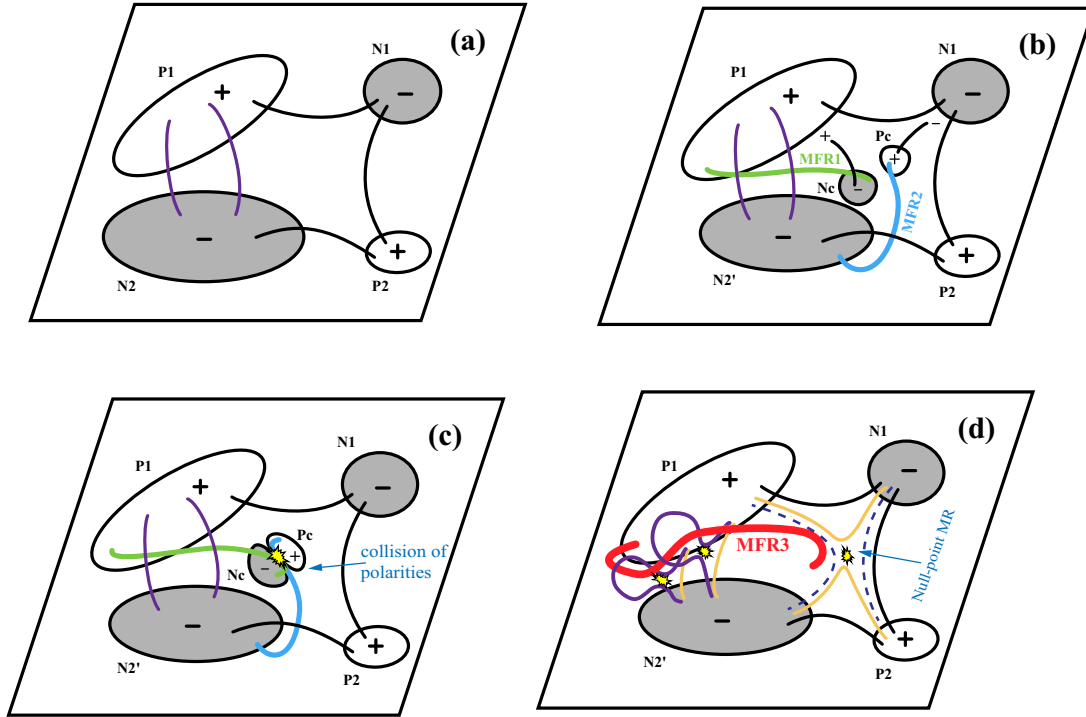 (a)
N1
P1
+
−
−
+
N2
P2
(b)
N1
P1
+
−
+
Pc
−
MFR1
+
Nc
−
MFR2
−
+
N2'
P2
(c)
N1
P1
+
−
Pc
+
collision of
polarities
Nc
−
−
+
N2'
P2
(d)
N1
P1
+
−
MFR3
Null-point MR
−
+
N2'
P2